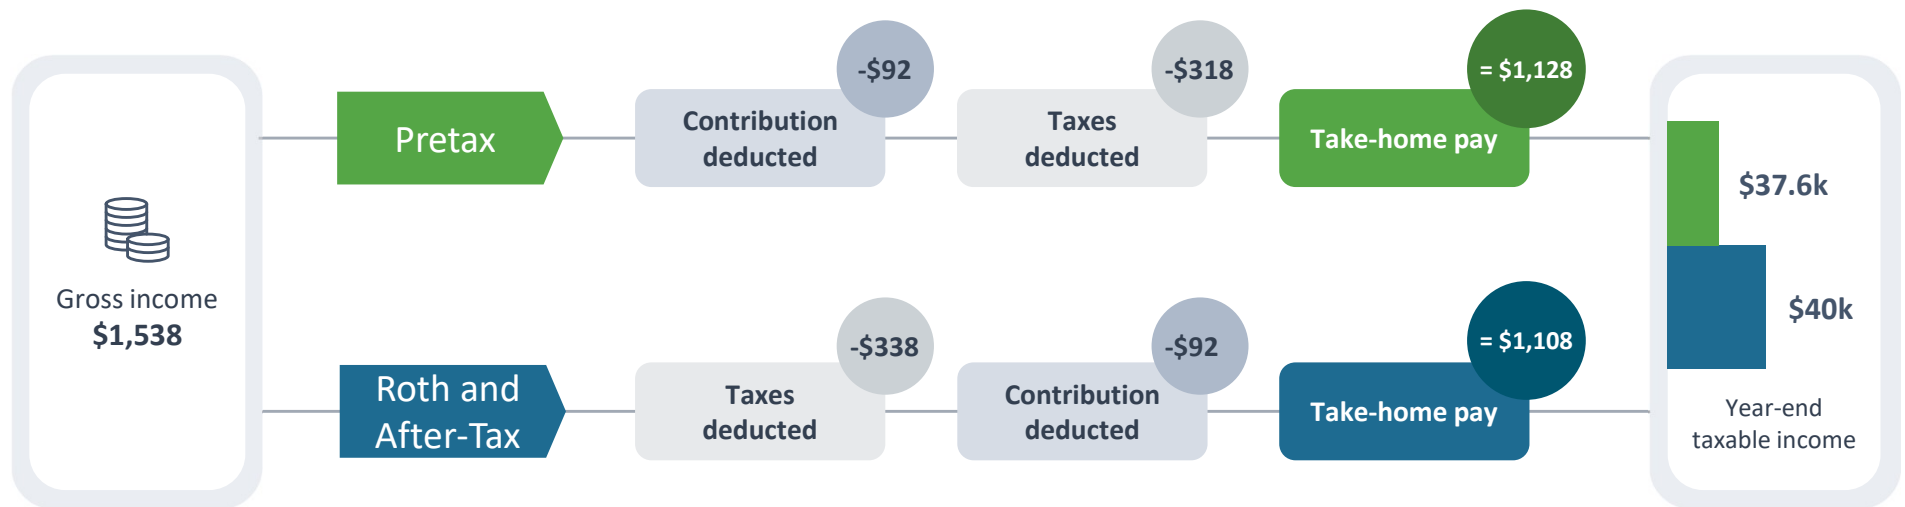 Gross income
$1,538
Pretax
Contribution
deducted
-$92
Taxes
deducted
-$318
Take-home pay
= $1,128
Roth and
After-Tax
Taxes
deducted
-$338
Contribution
deducted
-$92
Take-home pay
= $1,108
$37.6k
$40k
Year-end
taxable income